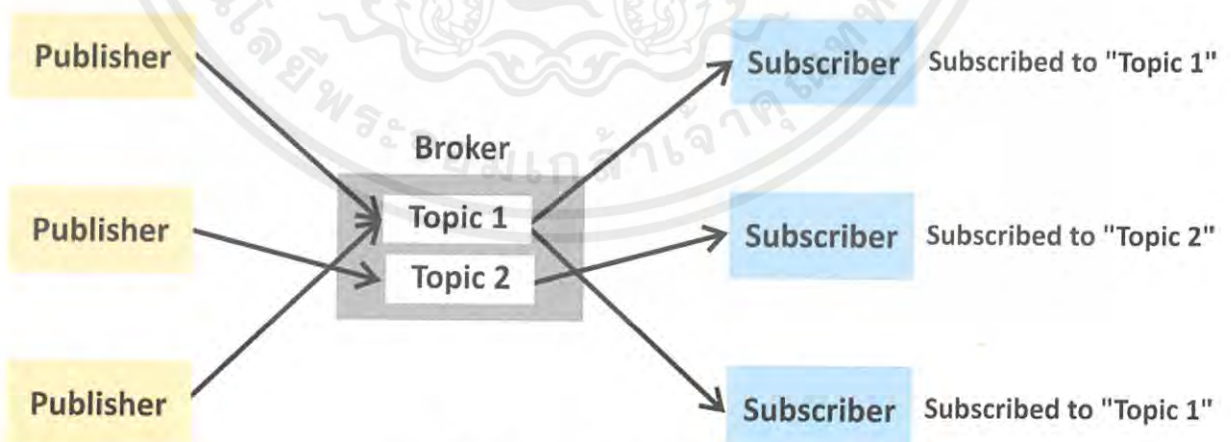 Publisher
Subscriber Subscribed to "Topic 1"
Broker
Topic 1
Publisher
Subscriber Subscribed to "Topic 2"
Topic 2
Publisher
Subscriber Subscribed to "Topic 1"